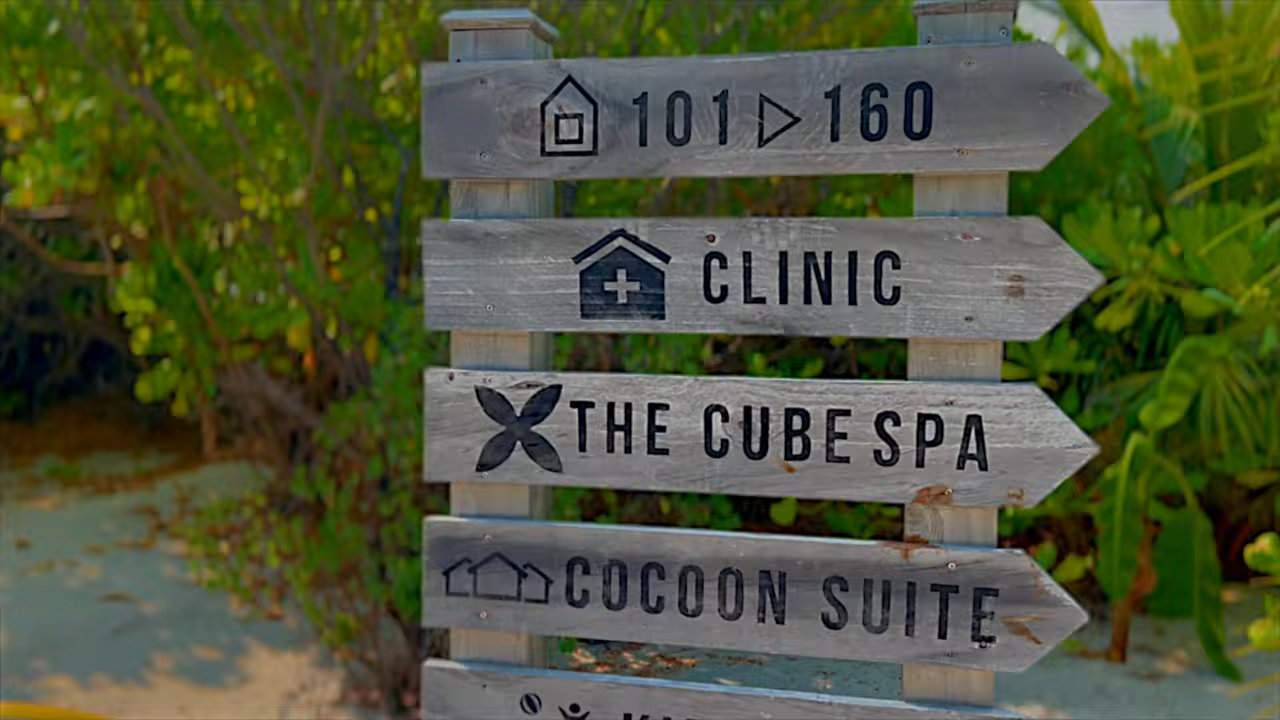 101 ▷ 160
CLINIC
THE CUBE SPA
COCOON SUITE